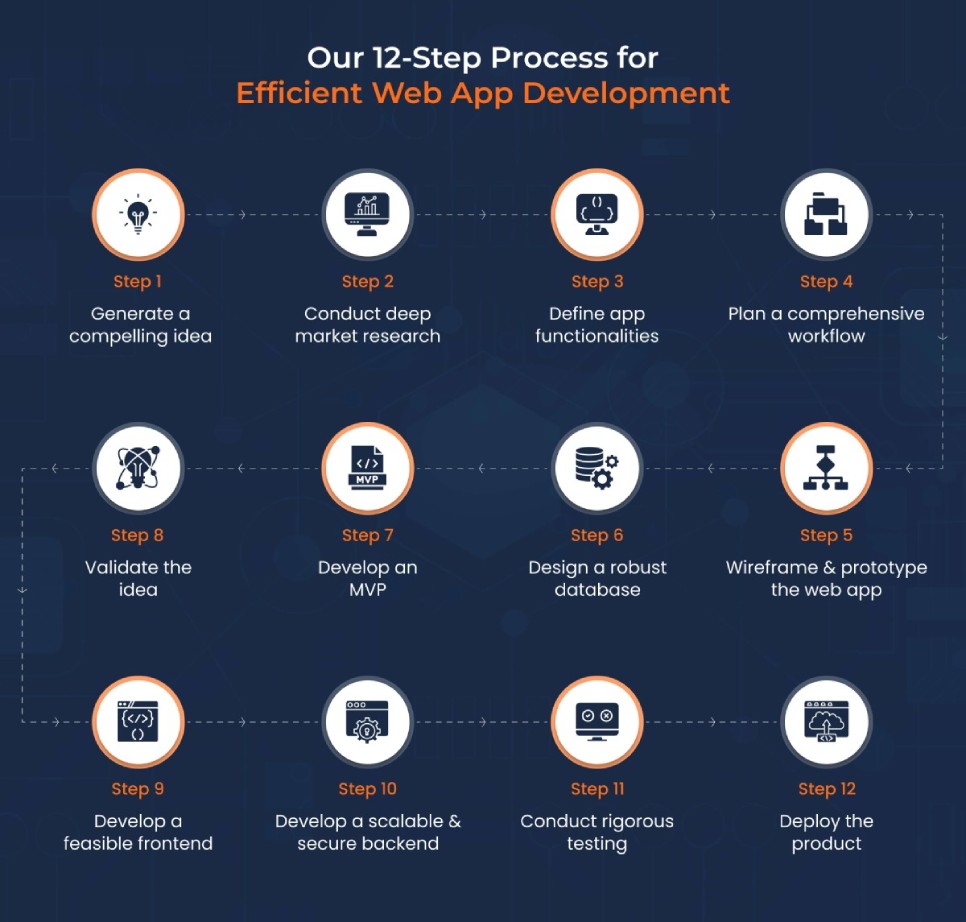 Our 12-Step Process for
Efficient Web App Development
Step 1
Generate a
compelling idea
Step 2
Conduct deep
market research
Step 3
Define app
functionalities
Step 4
Plan a comprehensive
workflow
Step 5
Wireframe & prototype
the web app
Step 6
Design a robust
database
MVP
Step 7
Develop an
MVP
Step 8
Validate the
idea
Step 9
Develop a
feasible frontend
Step 10
Develop a scalable &
secure backend
Step 11
Conduct rigorous
testing
Step 12
Deploy the
product